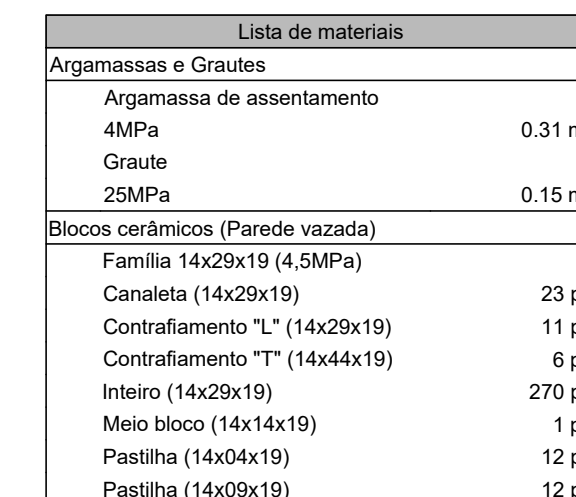 Lista de materiais
Argamassas e Grautes
Argamassa de assentamento
4MPa 0.31
Graute
25MPa 0.15
Blocos cerâmicos (Parede vazada)
Família 14x29x19 (4,5MPa)
Canaleta (14x29x19) 23 p
Contrafiamento "L" (14x29x19) 11 p
Contrafiamento "T" (14x44x19) 6 p
Inteiro (14x29x19) 270 p
Meio bloco (14x14x19) 1 p
Pastilha (14x04x19) 12 p
Pastilha (14x09x19) 12 p